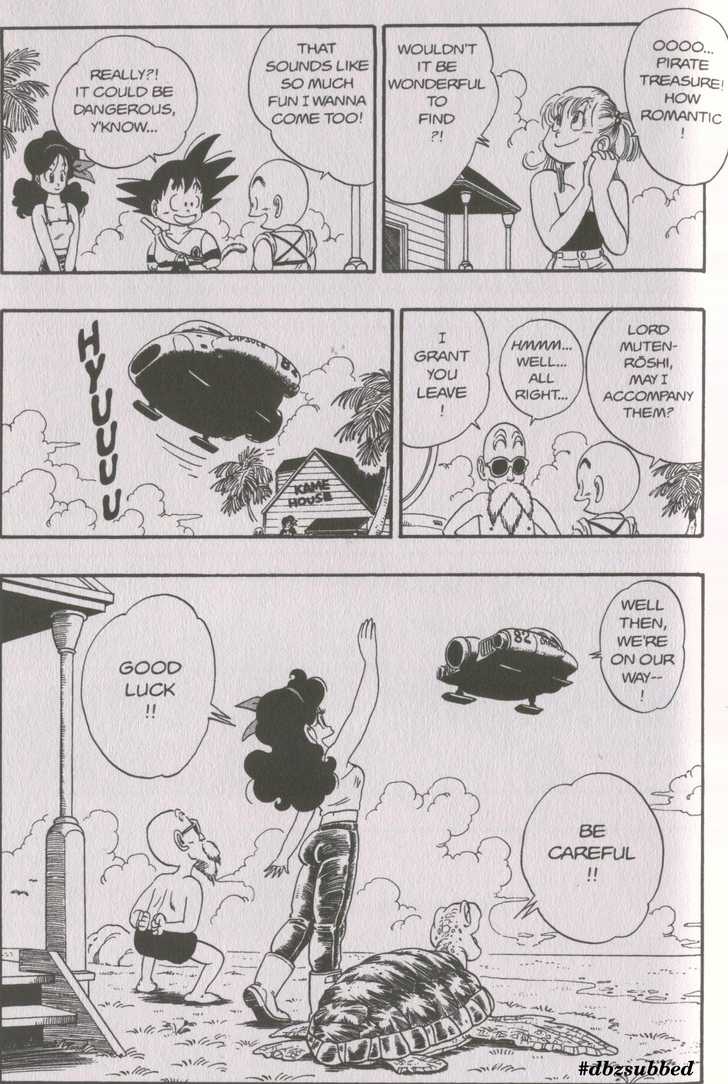 OOOO...
PIRATE
TREASURE!
HOW
ROMANTIC
!
WOULDN'T
IT BE
WONDERFUL
TO
FIND
?!
THAT
SOUNDS LIKE
SO MUCH
FUN I WANNA
COME TOO!
REALLY?!
IT COULD BE
DANGEROUS,
Y'KNOW...
LORD
MUTEN-
RŌSHI,
MAY I
ACCOMPANY
THEM?
HMMM...
WELL...
ALL
RIGHT...
I
GRANT
YOU
LEAVE
!
CAPSULE
82
HYUUUU
KAME
HOUSE
WELL
THEN,
WE'RE
ON OUR
WAY--
!
82
GOOD
LUCK
!!
BE
CAREFUL
!!
#dbzsubbed